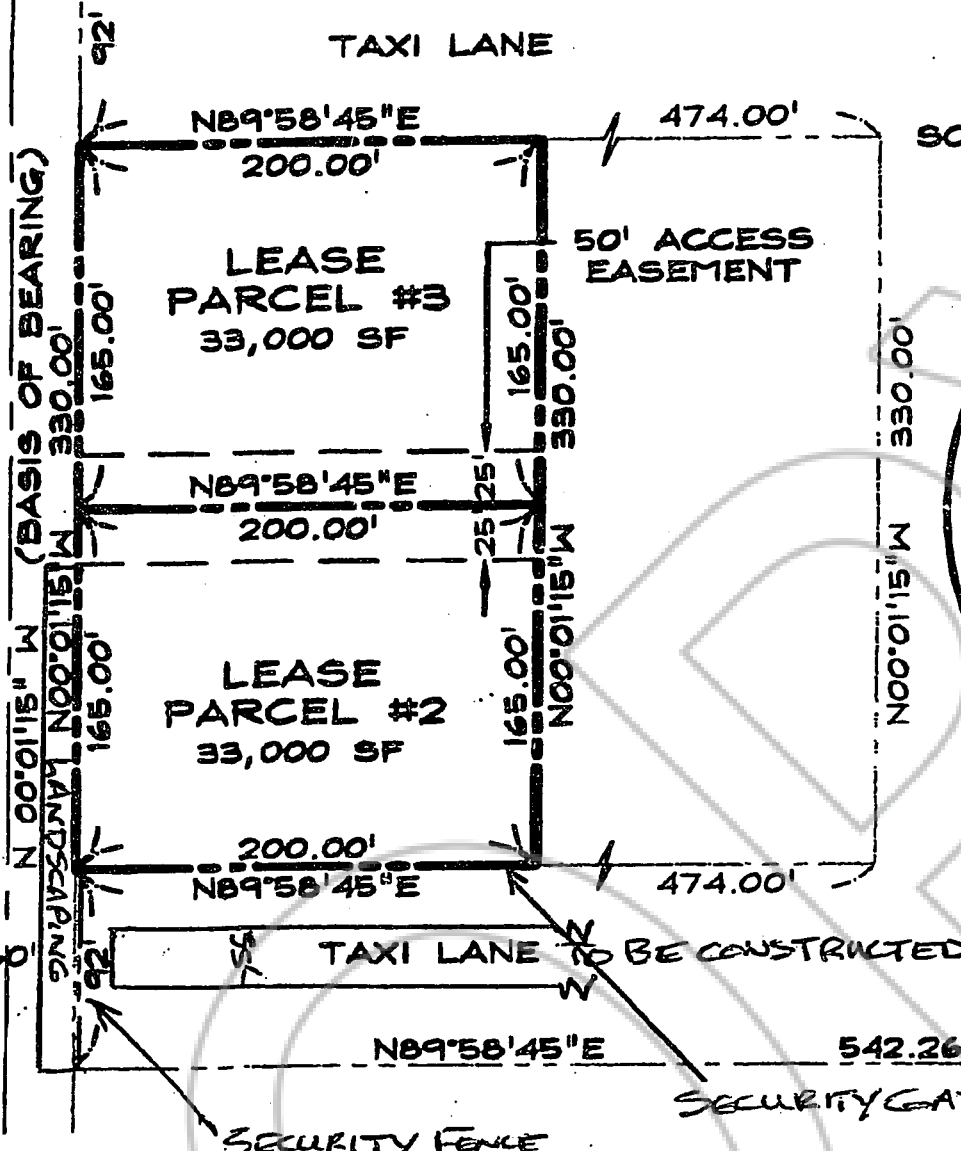 92'
TAXI LANE
N89°58'45"E
200.00'
474.00'
(BASIS OF BEARING)
LEASE
PARCEL #3
33,000 SF
50' ACCESS
EASEMENT
330.00'
165.00'
165.00'
330.00'
330.00'
25'
N89°58'45"E
200.00'
25'
N 00°01'15" W
N00°01'15" W
N00°01'15" W
N00°01'15" W
LEASE
PARCEL #2
33,000 SF
165.00'
165.00'
LANDSCAPING
200.00'
N89°58'45"E
474.00'
92'
TAXI LANE TO BE CONSTRUCTED
N89°58'45"E
542.26
SECURITY GAT
SECURITY FENCE